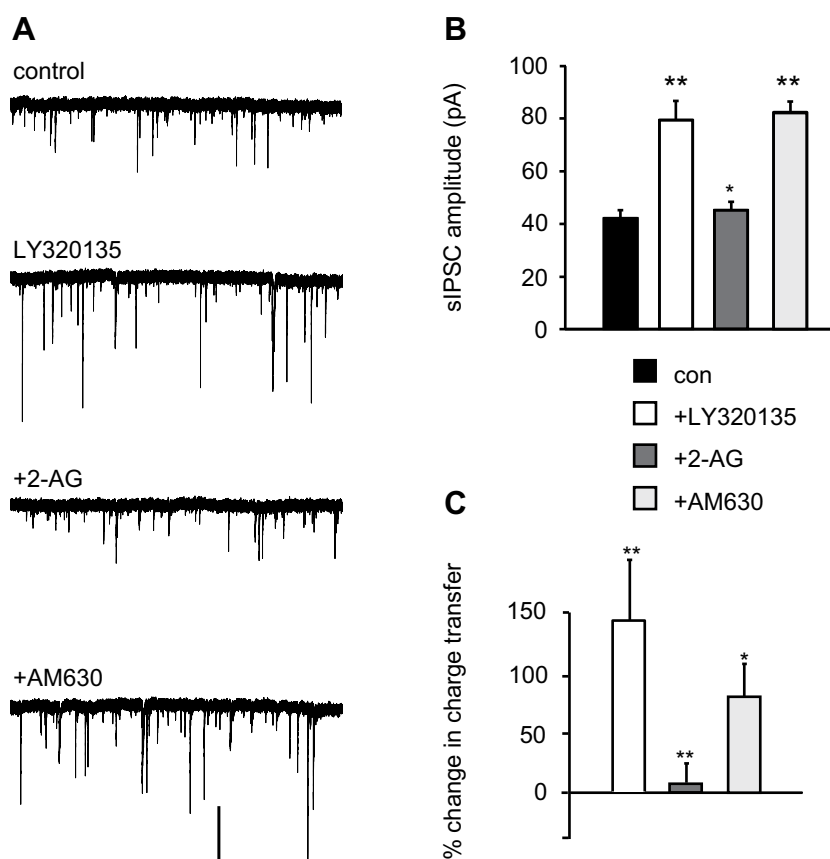 A
control
LY320135
+2-AG
+AM630
B
sIPSC amplitude (pA)
100
80
60
40
20
0
**
*
**
con
+LY320135
+2-AG
+AM630
C
% change in charge transfer
150
100
50
0
**
**
*